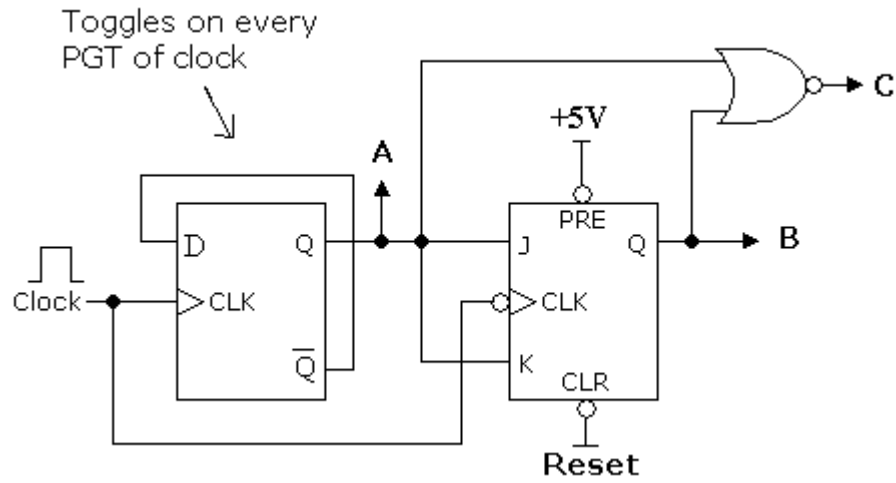 Toggles on every
PGT of clock
C
+5V
A
PRE
D
Q
J
Q
B
Clock
CLK
CLK
Q̅
K
CLR
Reset